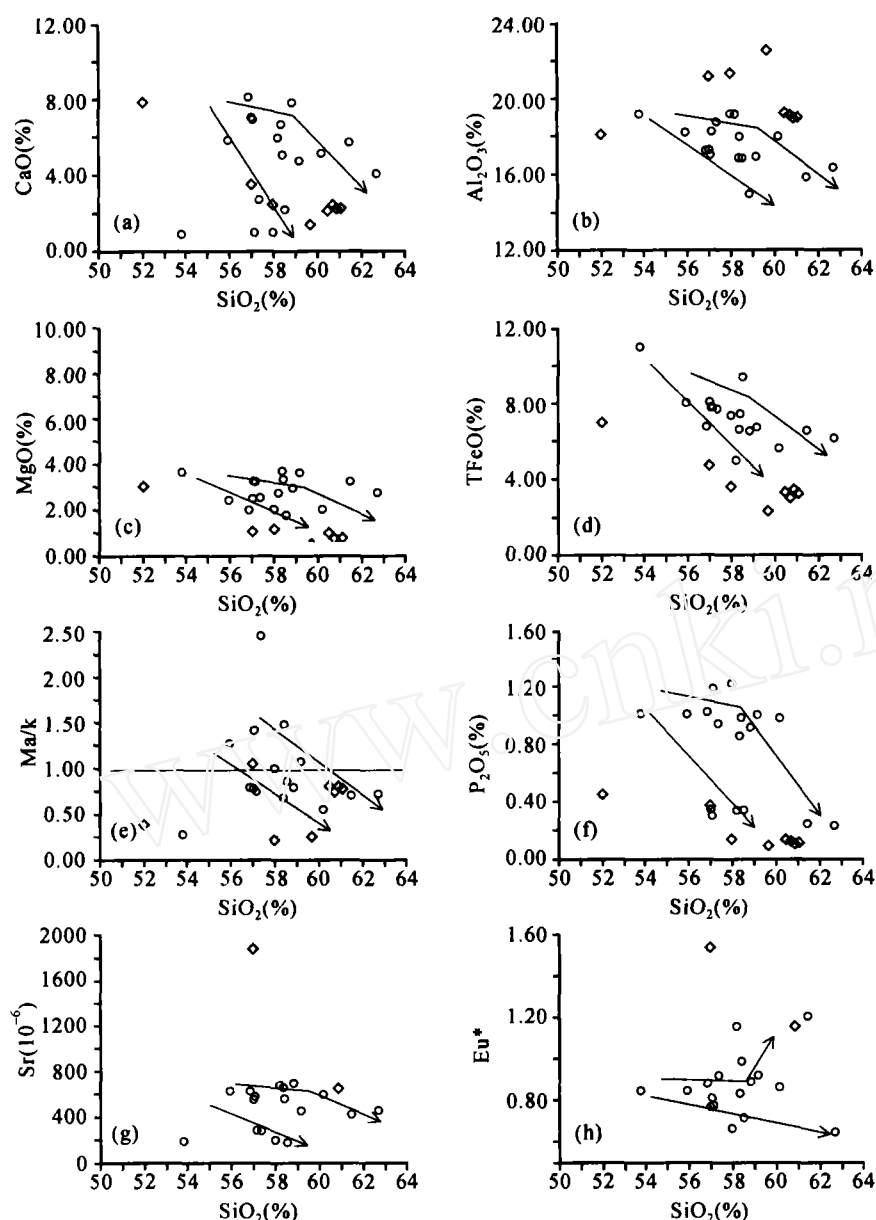 12.00
8.00
4.00
0.00
CaO(%)
(a)
50 52 54 56 58 60 62 64
SiO₂(%)
24.00
20.00
16.00
12.00
Al₂O₃(%)
(b)
50 52 54 56 58 60 62 64
SiO₂(%)
10.00
8.00
6.00
4.00
2.00
0.00
MgO(%)
(c)
50 52 54 56 58 60 62 64
SiO₂(%)
12.00
8.00
4.00
0.00
TFeO(%)
(d)
50 52 54 56 58 60 62 64
SiO₂(%)
2.50
2.00
1.50
1.00
0.75
0.00
Ma/k
(e)
50 52 54 56 58 60 62 64
SiO₂(%)
1.60
1.20
0.80
0.40
0.00
P₂O₅(%)
(f)
50 52 54 56 58 60 62 64
SiO₂(%)
2000
1600
1200
800
400
0
Sr(10⁻⁶)
(g)
50 52 54 56 58 60 62 64
SiO₂(%)
1.60
1.20
0.80
Eu*
(h)
50 52 54 56 58 60 62 64
SiO₂(%)
www.cnki.n